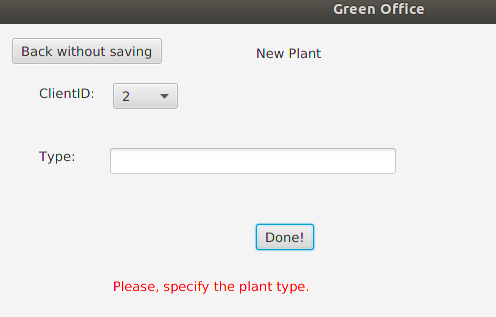 Green Office
Back without saving
New Plant
ClientID:
2
Type:
Done!
Please, specify the plant type.